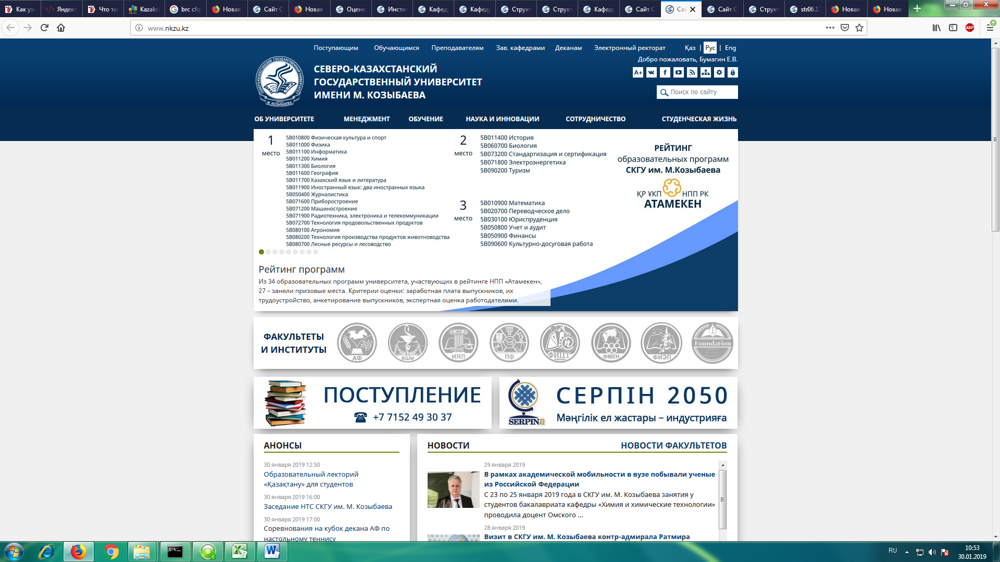 Как уз
Яндекс
Что та
Kazaks
brc cfq
Новая
Сайт С
Новая
Оценк
Инстит
Кафед
Кафед
Структ
Структ
Кафед
Сайт С
Сай
Сайт С
Структ
str06.12
Новая
Новая
www.nkzu.kz
ABP
Поступающим Обучающимся Преподавателям Зав. кафедрами Деканам Электронный ректорат Қаз | Рус | Eng
Добро пожаловать, Бумагин Е.В.
A+
СЕВЕРО-КАЗАХСТАНСКИЙ
ГОСУДАРСТВЕННЫЙ УНИВЕРСИТЕТ
ИМЕНИ М. КОЗЫБАЕВА
Поиск по сайту
ОБ УНИВЕРСИТЕТЕ МЕНЕДЖМЕНТ ОБУЧЕНИЕ НАУКА И ИННОВАЦИИ СОТРУДНИЧЕСТВО СТУДЕНЧЕСКАЯ ЖИЗНЬ
1
место
5В010800 Физическая культура и спорт
5В011000 Физика
5В011100 Информатика
5В011200 Химия
5В011300 Биология
5В011600 География
5В011700 Казахский язык и литература
5В011900 Иностранный язык: два иностранных языка
5В050400 Журналистика
5В071600 Приборостроение
5В071200 Машиностроение
5В071900 Радиотехника, электроника и телекоммуникации
5В072700 Технология продовольственных продуктов
5В080100 Агрономия
5В080200 Технология производства продуктов животноводства
5В080700 Лесные ресурсы и лесоводство
2
место
5В011400 История
5В060700 Биология
5В073200 Стандартизация и сертификация
5В071800 Электроэнергетика
5В090200 Туризм
3
место
5В010900 Математика
5В020700 Переводческое дело
5В030100 Юриспруденция
5В050800 Учет и аудит
5В050900 Финансы
5В090600 Культурно-досуговая работа
РЕЙТИНГ
образовательных программ
СКГУ им. М.Козыбаева
ҚР ҰКП НПП РК
АТАМЕКЕН
Рейтинг программ
Из 34 образовательных программ университета, участвующих в рейтинге НПП «Атамекен»,
27 – заняли призовые места. Критерии оценки: заработная плата выпускников, их
трудоустройство, анкетирование выпускников, экспертная оценка работодателями.
ФАКУЛЬТЕТЫ
И ИНСТИТУТЫ
АФ
ВШМ
ИЯЛ
ПФ
ФИЦТ
ФМЕН
ФИЭП
Foundation
ПОСТУПЛЕНИЕ
+7 7152 49 30 37
SERPIN.KZ
СЕРПІН 2050
Мәңгілік ел жастары – индустрияға
АНОНСЫ
30 января 2019 12:50
Образовательный лекторий
«Қазақтану» для студентов
30 января 2019 16:00
Заседание НТС СКГУ им. М. Козыбаева
30 января 2019 17:00
Соревнования на кубок декана АФ по
настольному теннису
НОВОСТИ НОВОСТИ ФАКУЛЬТЕТОВ
29 января 2019
В рамках академической мобильности в вузе побывали ученые
из Российской Федерации
С 23 по 25 января 2019 года в СКГУ им. М. Козыбаева занятия у
студентов бакалавриата кафедры «Химия и химические технологии»
проводила доцент Омского ...
28 января 2019
Визит в СКГУ им. М. Козыбаева контр-адмирала Ратмира
RU
10:53
30.01.2019